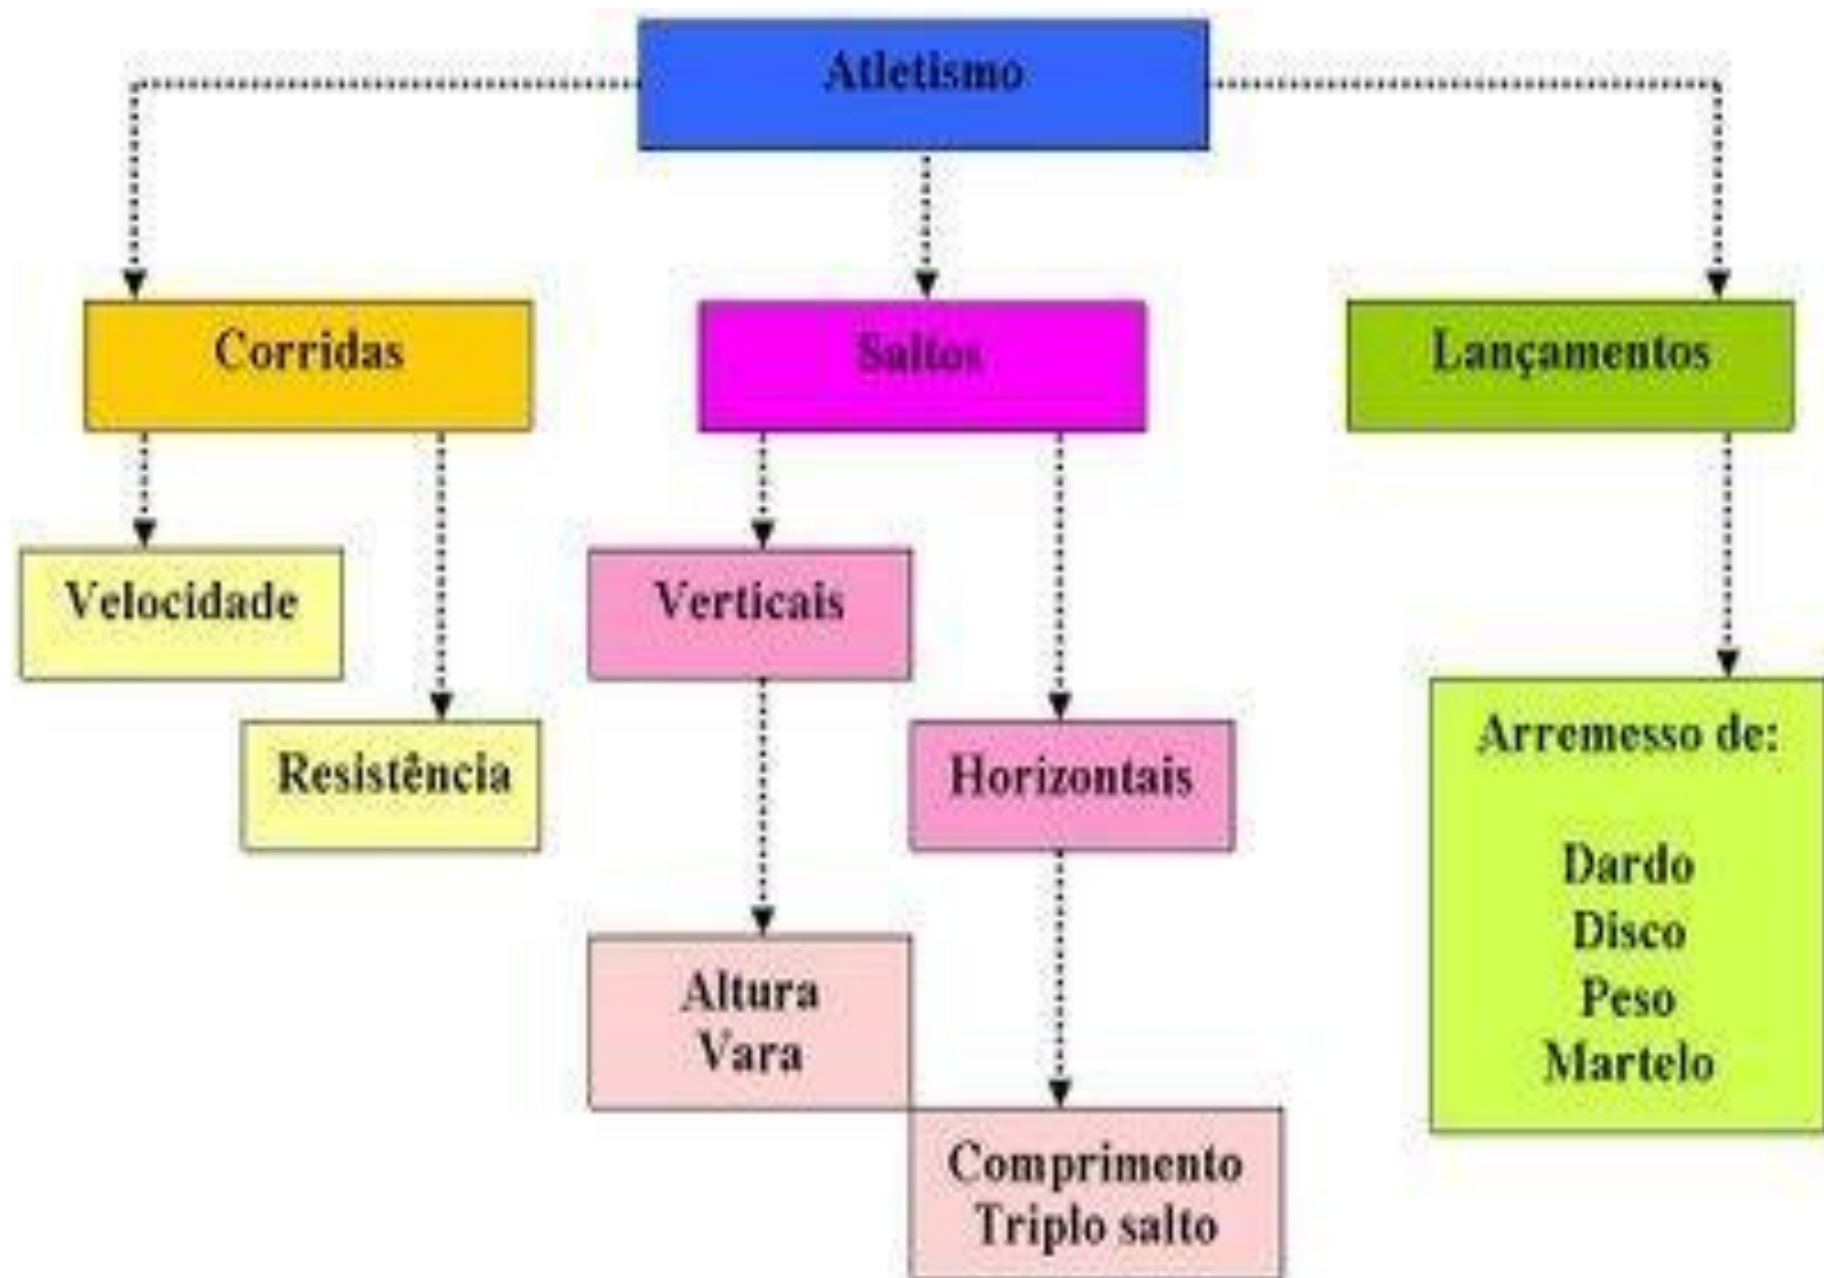 Atletismo
Corridas
Saltos
Lançamentos
Velocidade
Verticais
Resistência
Horizontais
Arremesso de:
Dardo
Disco
Peso
Martelo
Altura
Vara
Comprimento
Triplo salto